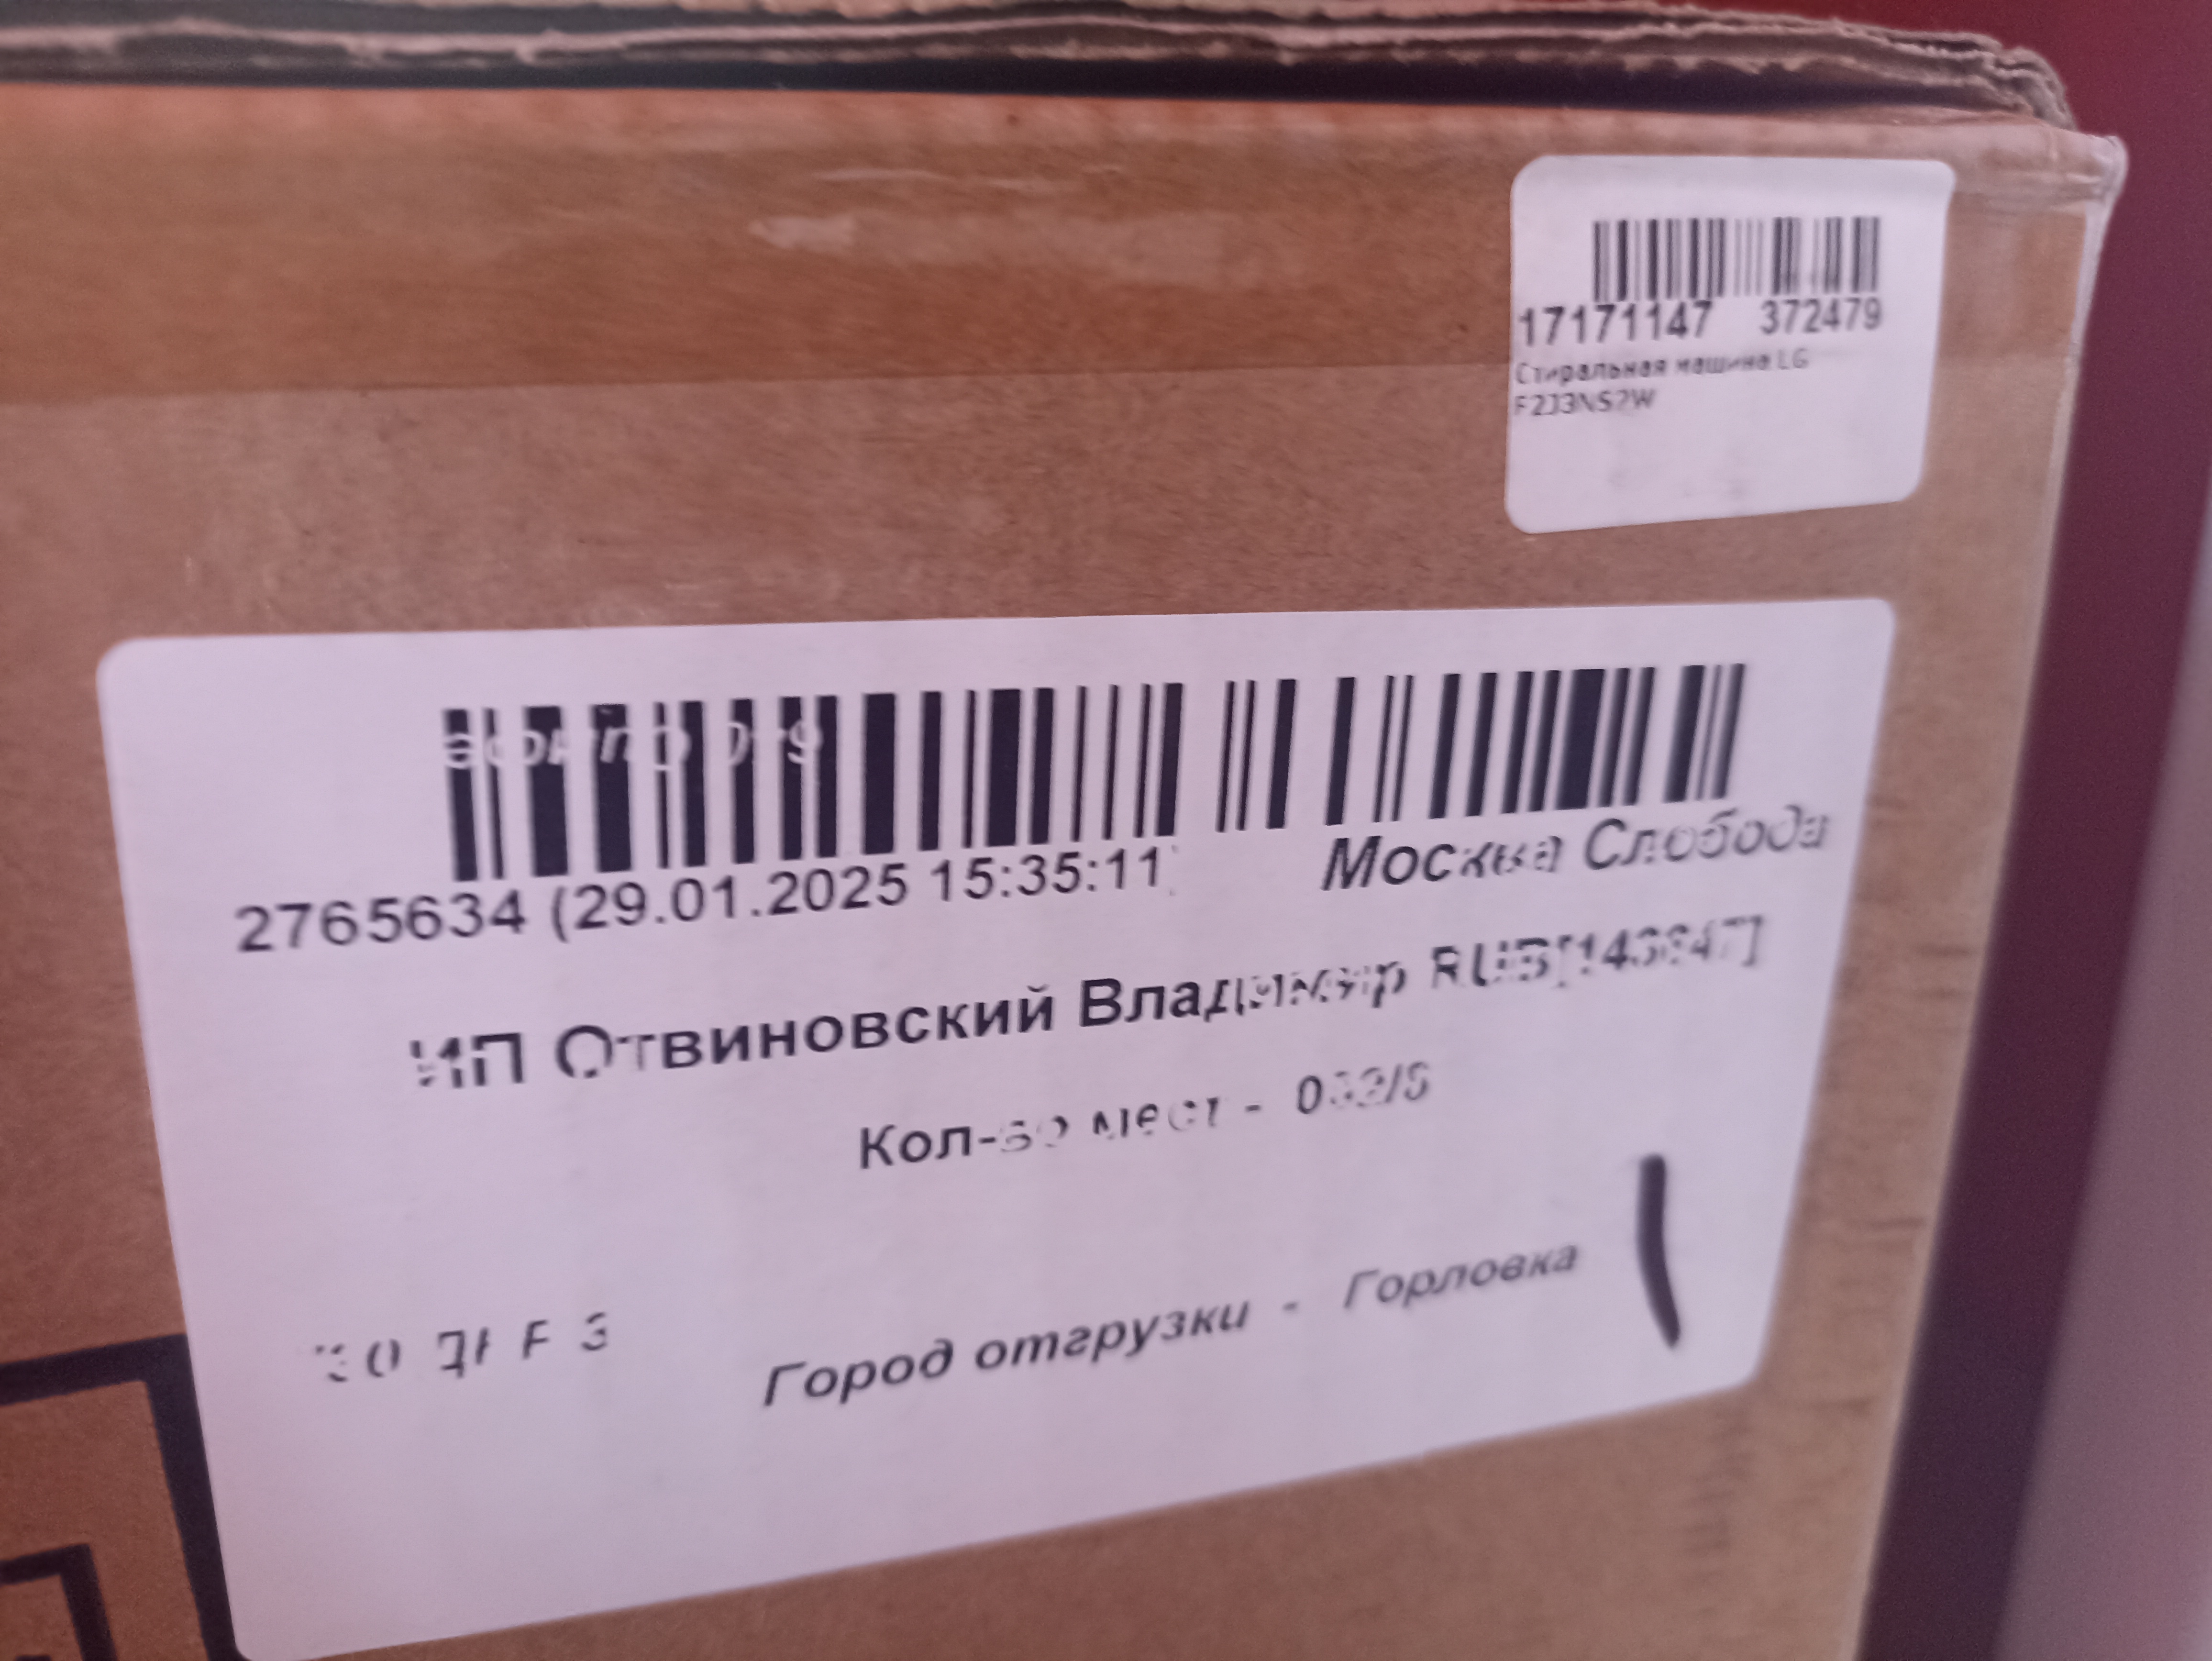 17171147 372479
Стиральная машина LG
F2J3NS2W
2765634 (29.01.2025 15:35:11) Москва Слобода
ИП Отвиновский Владимир RUB
Кол-во мест -
Город отгрузки - Горловка